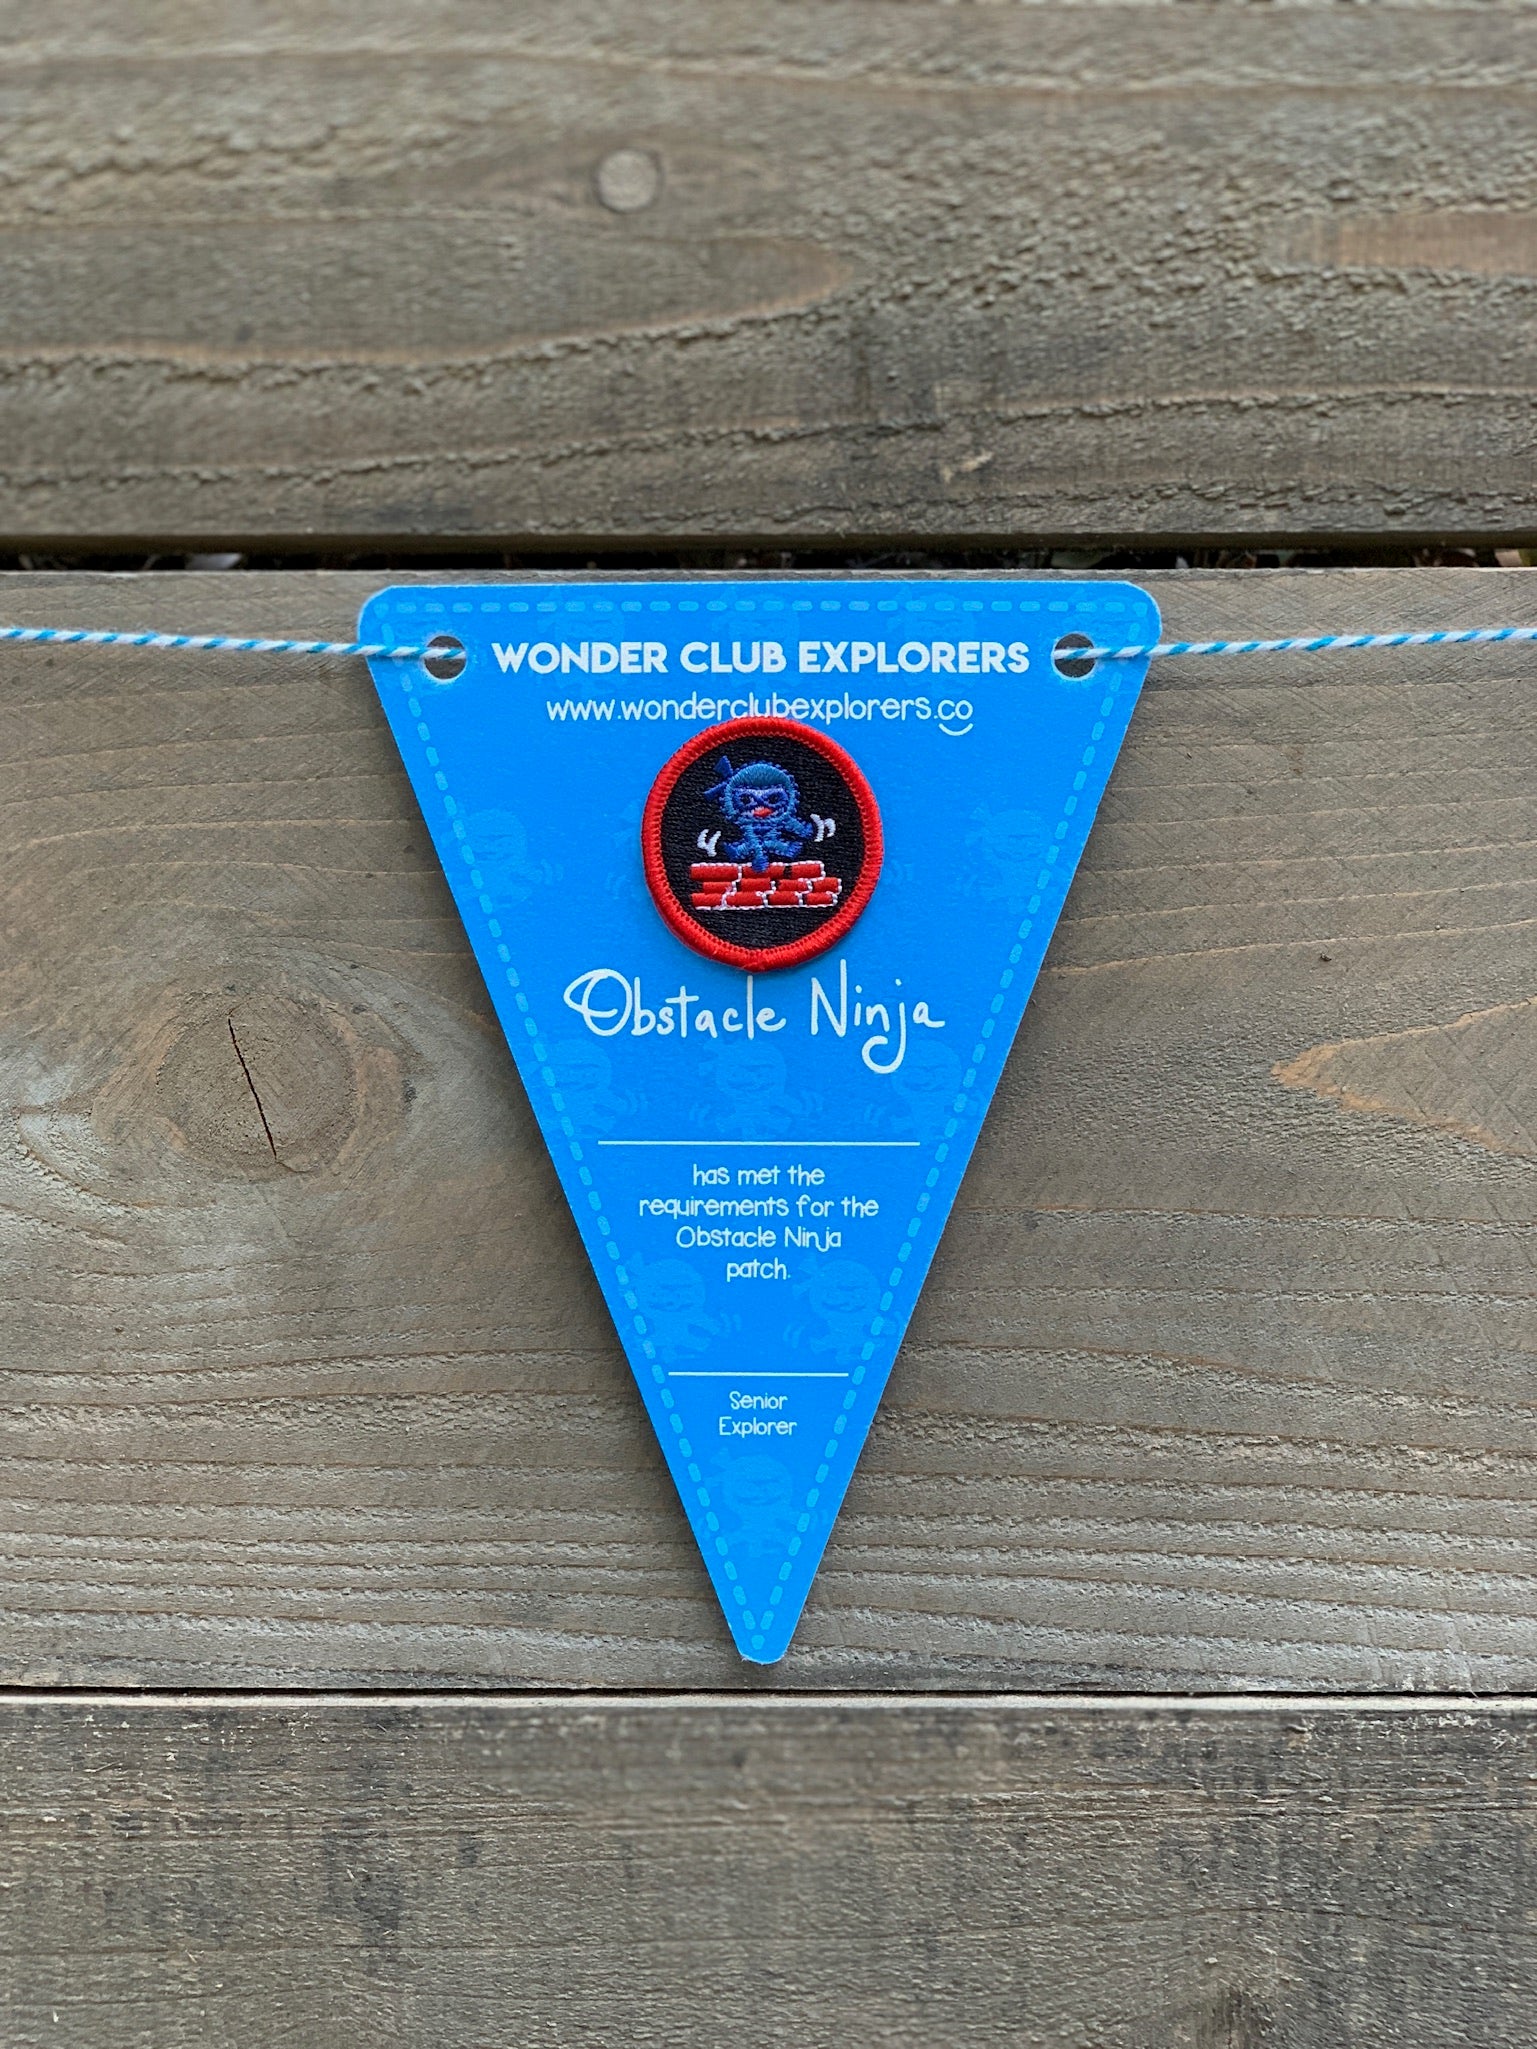 WONDER CLUB EXPLORERS
www.wonderclubexplorers.co
Obstacle Ninja
has met the
requirements for the
Obstacle Ninja
patch.
Senior
Explorer